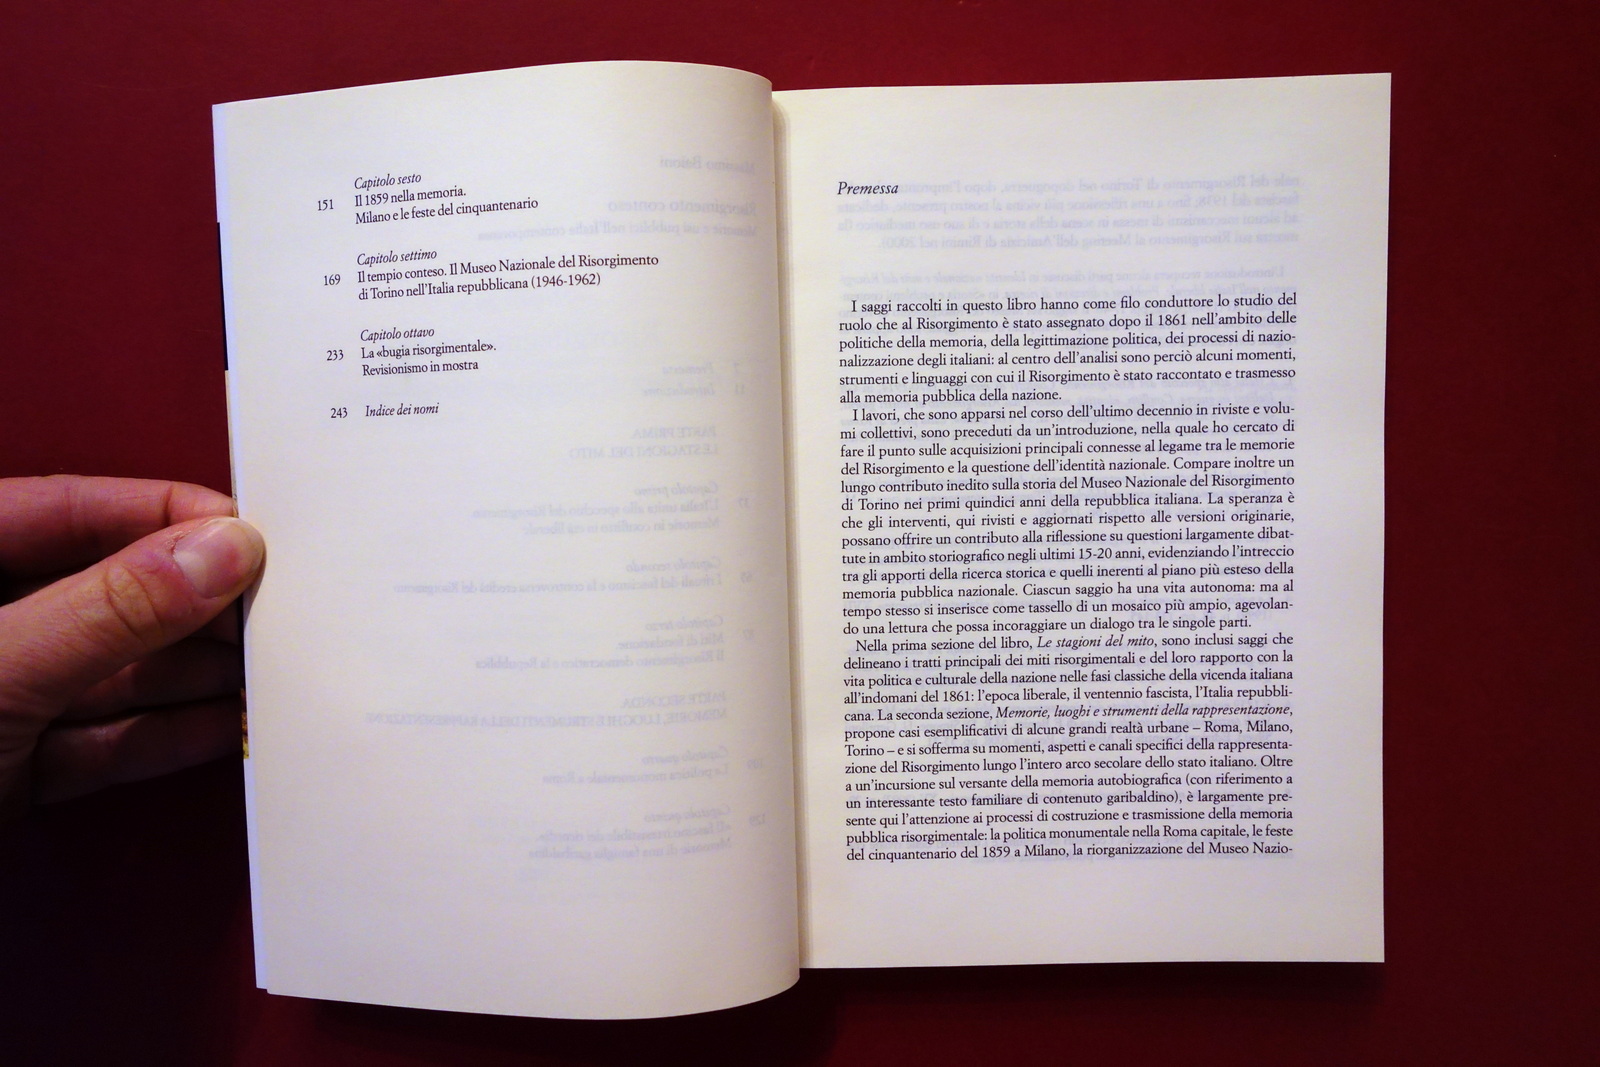 Capitolo sesto
151 Il 1859 nella memoria.
Milano e le feste del cinquantenario
Capitolo settimo
169 Il tempio conteso. Il Museo Nazionale del Risorgimento
di Torino nell'Italia repubblicana (1946-1962)
Capitolo ottavo
233 La «bugia risorgimentale».
Revisionismo in mostra
243 Indice dei nomi
Premessa
I saggi raccolti in questo libro hanno come filo conduttore lo studio del
ruolo che al Risorgimento è stato assegnato dopo il 1861 nell'ambito delle
politiche della memoria, della legittimazione politica, dei processi di nazio-
nalizzazione degli italiani: al centro dell'analisi sono perciò alcuni momenti,
strumenti e linguaggi con cui il Risorgimento è stato raccontato e trasmesso
alla memoria pubblica della nazione.
I lavori, che sono apparsi nel corso dell'ultimo decennio in riviste e volu-
mi collettivi, sono preceduti da un'introduzione, nella quale ho cercato di
fare il punto sulle acquisizioni principali connesse al legame tra le memorie
del Risorgimento e la questione dell'identità nazionale. Compare inoltre un
lungo contributo inedito sulla storia del Museo Nazionale del Risorgimento
di Torino nei primi quindici anni della repubblica italiana. La speranza è
che gli interventi, qui rivisti e aggiornati rispetto alle versioni originarie,
possano offrire un contributo alla riflessione su questioni largamente dibat-
tute in ambito storiografico negli ultimi 15-20 anni, evidenziando l'intreccio
tra gli apporti della ricerca storica e quelli inerenti al piano più esteso della
memoria pubblica nazionale. Ciascun saggio ha una vita autonoma: ma al
tempo stesso si inserisce come tassello di un mosaico più ampio, agevolan-
do una lettura che possa incoraggiare un dialogo tra le singole parti.
Nella prima sezione del libro, Le stagioni del mito, sono inclusi saggi che
delineano i tratti principali dei miti risorgimentali e del loro rapporto con la
vita politica e culturale della nazione nelle fasi classiche della vicenda italiana
all'indomani del 1861: l'epoca liberale, il ventennio fascista, l'Italia repubbli-
cana. La seconda sezione, Memorie, luoghi e strumenti della rappresentazione,
propone casi esemplificativi di alcune grandi realtà urbane – Roma, Milano,
Torino – e si sofferma su momenti, aspetti e canali specifici della rappresenta-
zione del Risorgimento lungo l'intero arco secolare dello stato italiano. Oltre
a un'incursione sul versante della memoria autobiografica (con riferimento a
un interessante testo familiare di contenuto garibaldino), è largamente pre-
sente qui l'attenzione ai processi di costruzione e trasmissione della memoria
pubblica risorgimentale: la politica monumentale nella Roma capitale, le feste
del cinquantenario del 1859 a Milano, la riorganizzazione del Museo Nazio-